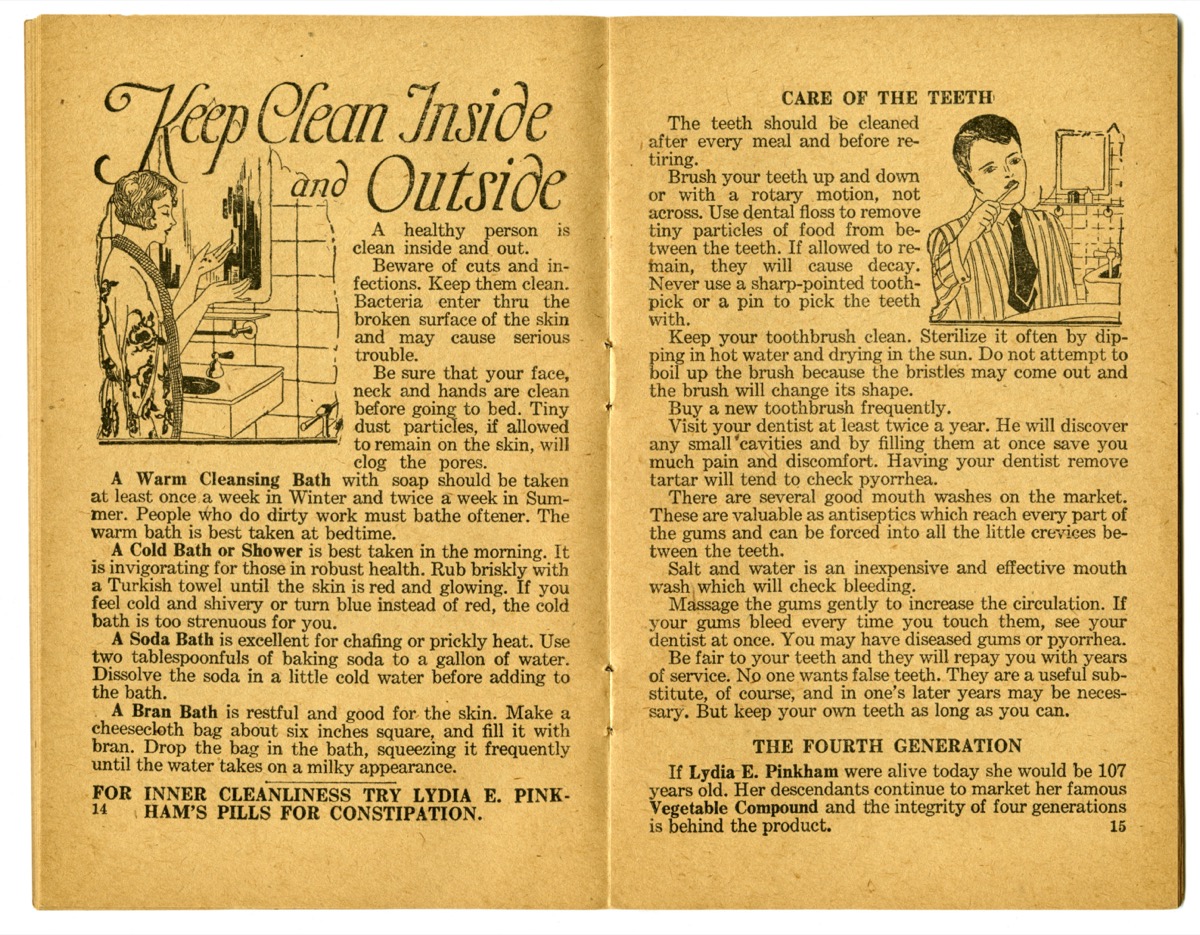 Keep Clean Inside
and Outside
A healthy person is
clean inside and out.
Beware of cuts and in-
fections. Keep them clean.
Bacteria enter thru the
broken surface of the skin
and may cause serious
trouble.
Be sure that your face,
neck and hands are clean
before going to bed. Tiny
dust particles, if allowed
to remain on the skin, will
clog the pores.
A Warm Cleansing Bath with soap should be taken
at least once a week in Winter and twice a week in Sum-
mer. People who do dirty work must bathe oftener. The
warm bath is best taken at bedtime.
A Cold Bath or Shower is best taken in the morning. It
is invigorating for those in robust health. Rub briskly with
a Turkish towel until the skin is red and glowing. If you
feel cold and shivery or turn blue instead of red, the cold
bath is too strenuous for you.
A Soda Bath is excellent for chafing or prickly heat. Use
two tablespoonfuls of baking soda to a gallon of water.
Dissolve the soda in a little cold water before adding to
the bath.
A Bran Bath is restful and good for the skin. Make a
cheesecloth bag about six inches square, and fill it with
bran. Drop the bag in the bath, squeezing it frequently
until the water takes on a milky appearance.
FOR INNER CLEANLINESS TRY LYDIA E. PINK-
14 HAM'S PILLS FOR CONSTIPATION.
CARE OF THE TEETH
The teeth should be cleaned
after every meal and before re-
tiring.
Brush your teeth up and down
or with a rotary motion, not
across. Use dental floss to remove
tiny particles of food from be-
tween the teeth. If allowed to re-
main, they will cause decay.
Never use a sharp-pointed tooth-
pick or a pin to pick the teeth
with.
Keep your toothbrush clean. Sterilize it often by dip-
ping in hot water and drying in the sun. Do not attempt to
boil up the brush because the bristles may come out and
the brush will change its shape.
Buy a new toothbrush frequently.
Visit your dentist at least twice a year. He will discover
any small cavities and by filling them at once save you
much pain and discomfort. Having your dentist remove
tartar will tend to check pyorrhea.
There are several good mouth washes on the market.
These are valuable as antiseptics which reach every part of
the gums and can be forced into all the little crevices be-
tween the teeth.
Salt and water is an inexpensive and effective mouth
wash which will check bleeding.
Massage the gums gently to increase the circulation. If
your gums bleed every time you touch them, see your
dentist at once. You may have diseased gums or pyorrhea.
Be fair to your teeth and they will repay you with years
of service. No one wants false teeth. They are a useful sub-
stitute, of course, and in one's later years may be neces-
sary. But keep your own teeth as long as you can.
THE FOURTH GENERATION
If Lydia E. Pinkham were alive today she would be 107
years old. Her descendants continue to market her famous
Vegetable Compound and the integrity of four generations
is behind the product. 15